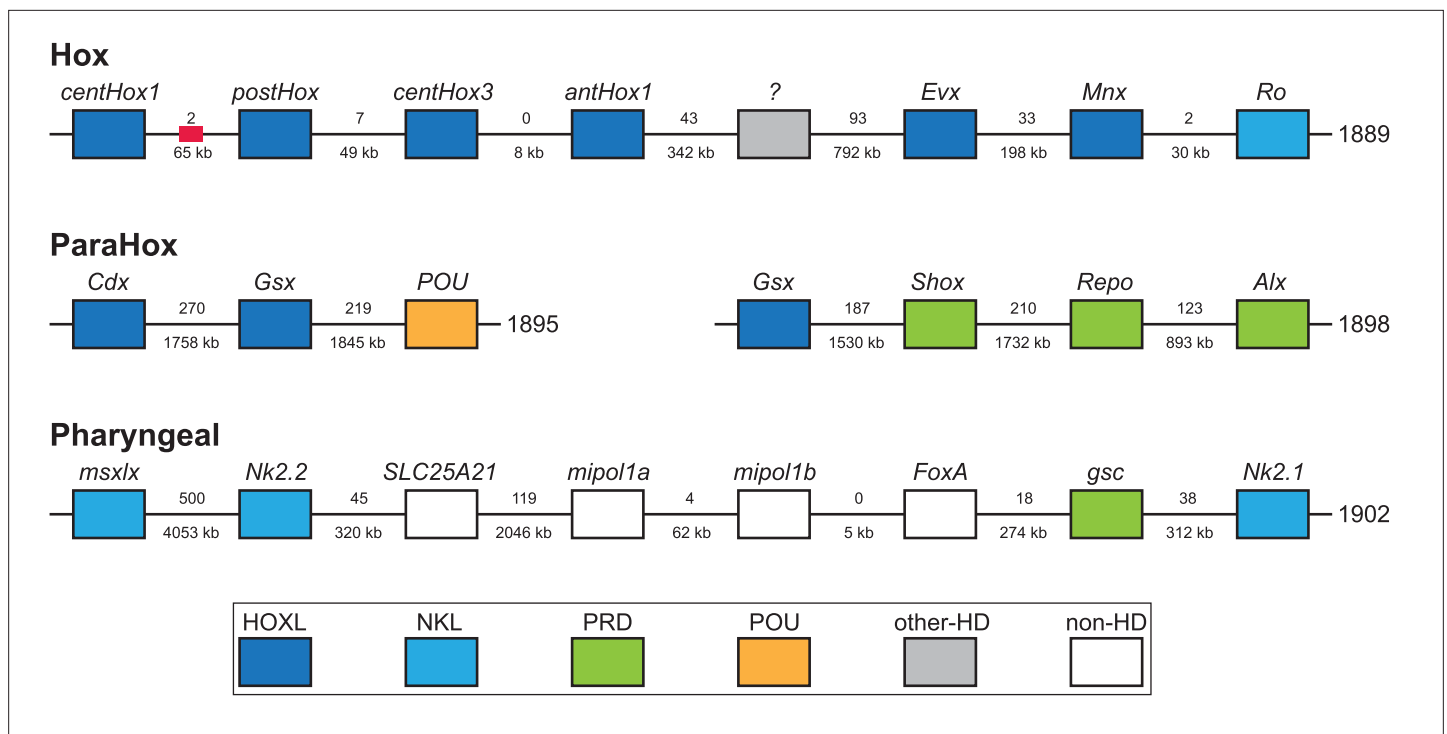 Hox
centHox1 postHox centHox3 antHox1 ? Evx Mnx Ro
2 7 0 43 93 33 2
1889
65 kb 49 kb 8 kb 342 kb 792 kb 198 kb 30 kb
ParaHox
Cdx Gsx POU Gsx Shox Repo Alx
270 219 187 210 123
1895 1898
1758 kb 1845 kb 1530 kb 1732 kb 893 kb
Pharyngeal
msxlx Nk2.2 SLC25A21 mipol1a mipol1b FoxA gsc Nk2.1
500 45 119 4 0 18 38
1902
4053 kb 320 kb 2046 kb 62 kb 5 kb 274 kb 312 kb
HOXL NKL PRD POU other-HD non-HD